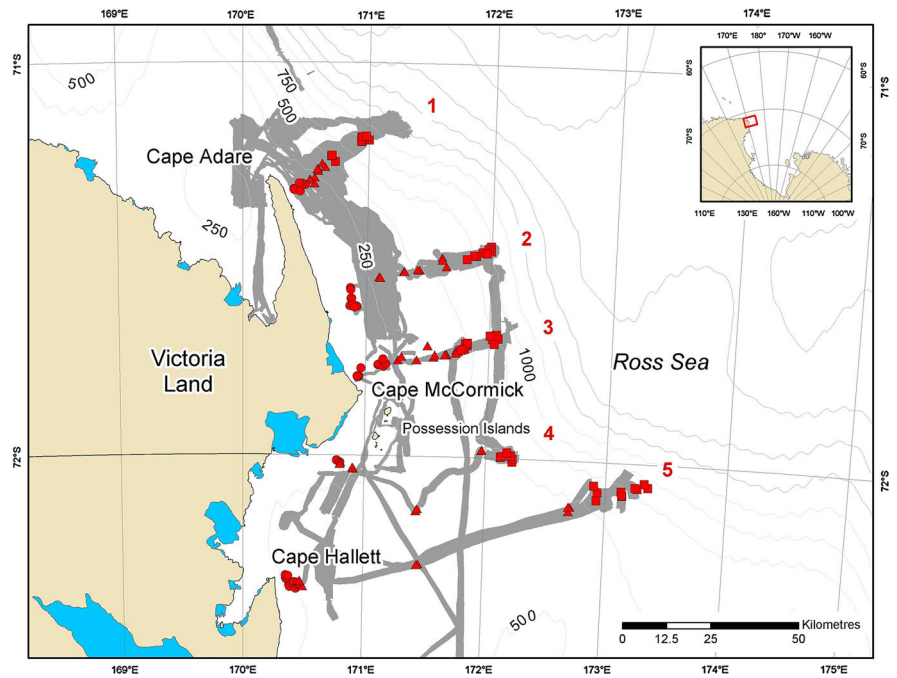 169°E 170°E 171°E 172°E 173°E 174°E
170°E 180° 170°W 160°W
71°S
71°S
500
750
500
60°S
60°S
1
Cape Adare
70°S
70°S
110°E 130°E 160°W 120°W 100°W
250
250
2
3
Victoria
Land
1000
Ross Sea
Cape McCormick
Possession Islands
4
72°S
72°S
5
Cape Hallett
500
Kilometres
0 12.5 25 50
169°E 170°E 171°E 172°E 173°E 174°E 175°E